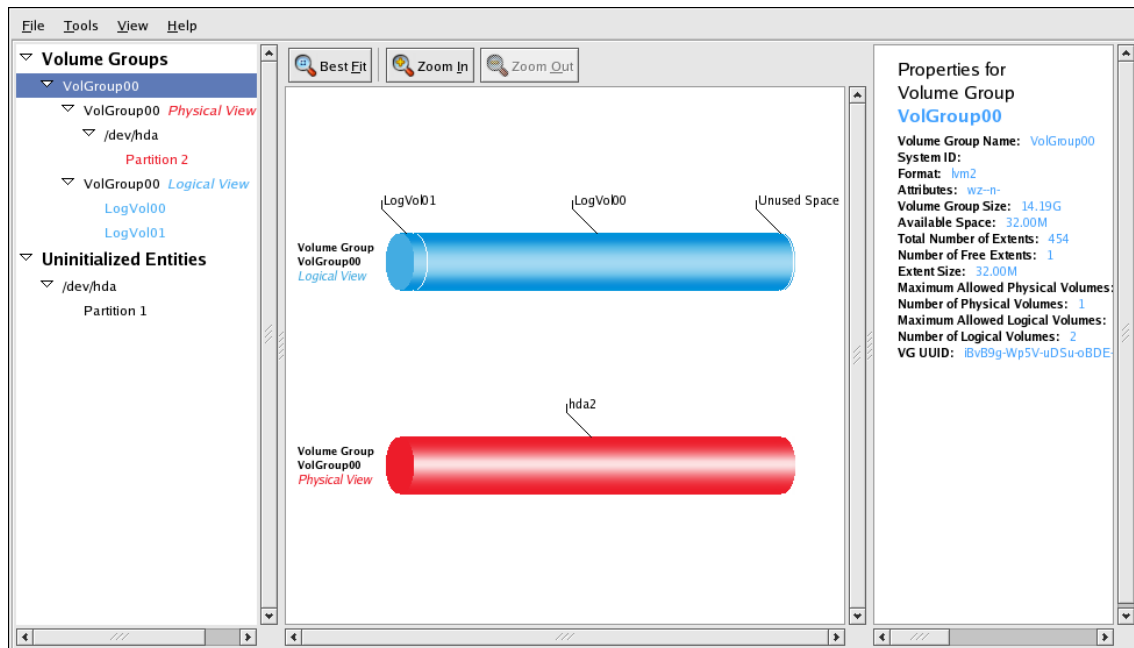 File Tools View Help
Volume Groups
VolGroup00
VolGroup00 Physical View
/dev/hda
Partition 2
VolGroup00 Logical View
LogVol00
LogVol01
Uninitialized Entities
/dev/hda
Partition 1
Best Fit Zoom In Zoom Out
LogVol01 LogVol00 Unused Space
Volume Group
VolGroup00
Logical View
hda2
Volume Group
VolGroup00
Physical View
Properties for
Volume Group
VolGroup00
Volume Group Name: VolGroup00
System ID:
Format: lvm2
Attributes: wz--n-
Volume Group Size: 14.19G
Available Space: 32.00M
Total Number of Extents: 454
Number of Free Extents: 1
Extent Size: 32.00M
Maximum Allowed Physical Volumes:
Number of Physical Volumes: 1
Maximum Allowed Logical Volumes:
Number of Logical Volumes: 2
VG UUID: iBvB9g-Wp5V-uDSu-oBDE-